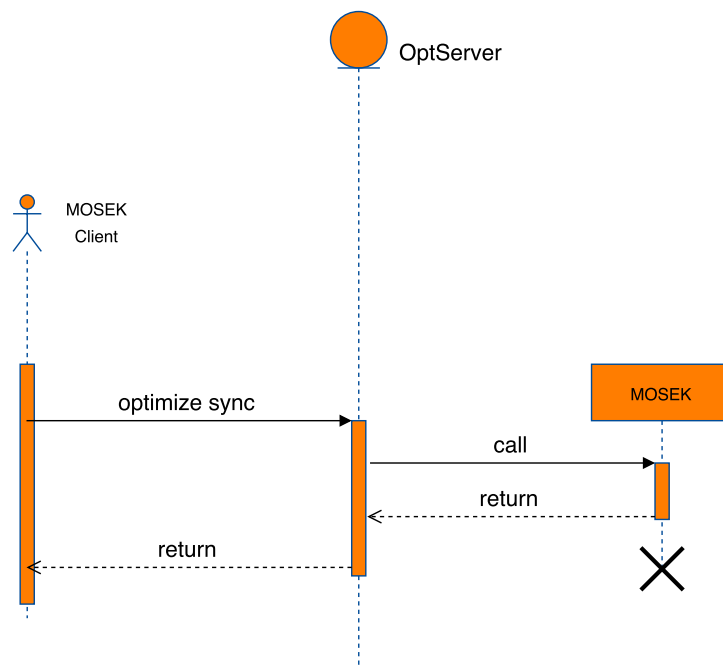 OptServer
MOSEK
Client
optimize sync
MOSEK
call
return
return